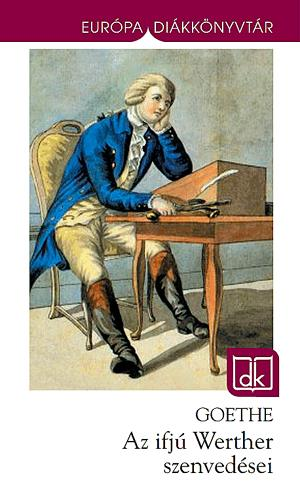 EURÓPA DIÁKKÖNYVTÁR
dk
GOETHE
Az ifjú Werther
szenvedései